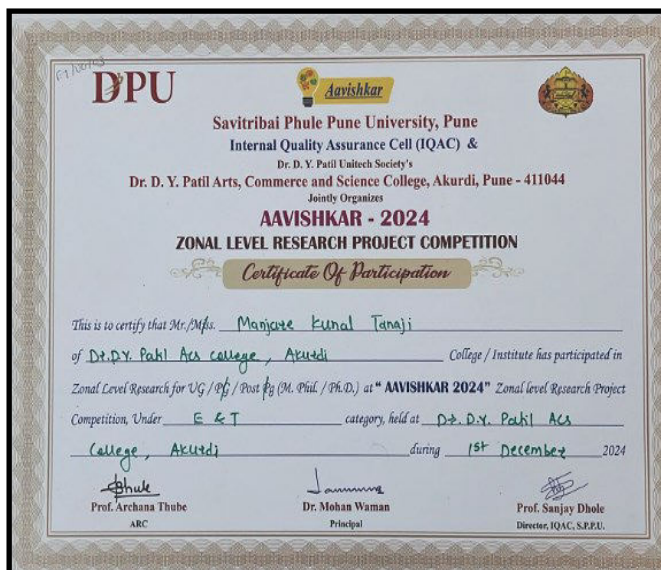 DPU
Aavishkar
Savitribai Phule Pune University, Pune
Internal Quality Assurance Cell (IQAC) &
Dr. D. Y. Patil Unitech Society's
Dr. D. Y. Patil Arts, Commerce and Science College, Akurdi, Pune - 411044
Jointly Organizes
AAVISHKAR - 2024
ZONAL LEVEL RESEARCH PROJECT COMPETITION
Certificate Of Participation
This is to certify that Mr./Miss. Manjare Kunal Tanaji
of Dr.D.Y. Patil Acs college, Akurdi College / Institute has participated in
Zonal Level Research for UG / PG / Post Pg (M. Phil. / Ph.D.) at “ AAVISHKAR 2024” Zonal level Research Project
Competition, Under E & T category, held at Dr. D.Y. Patil Acs
College, Akurdi during 1st December 2024
Prof. Archana Thube
ARC
Dr. Mohan Waman
Principal
Prof. Sanjay Dhole
Director, IQAC, S.P.P.U.